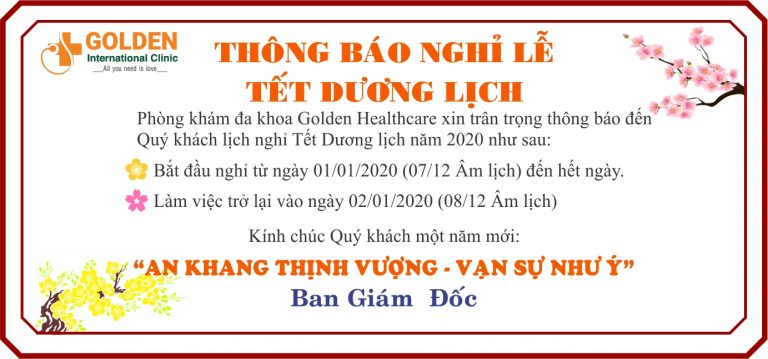 GOLDEN
International Clinic
All you need is love
THÔNG BÁO NGHỈ LỄ
TẾT DƯƠNG LỊCH
Phòng khám đa khoa Golden Healthcare xin trân trọng thông báo đến
Quý khách lịch nghỉ Tết Dương lịch năm 2020 như sau:
Bắt đầu nghỉ từ ngày 01/01/2020 (07/12 Âm lịch) đến hết ngày.
Làm việc trở lại vào ngày 02/01/2020 (08/12 Âm lịch)
Kính chúc Quý khách một năm mới:
“AN KHANG THỊNH VƯỢNG - VẠN SỰ NHƯ Ý”
Ban Giám Đốc